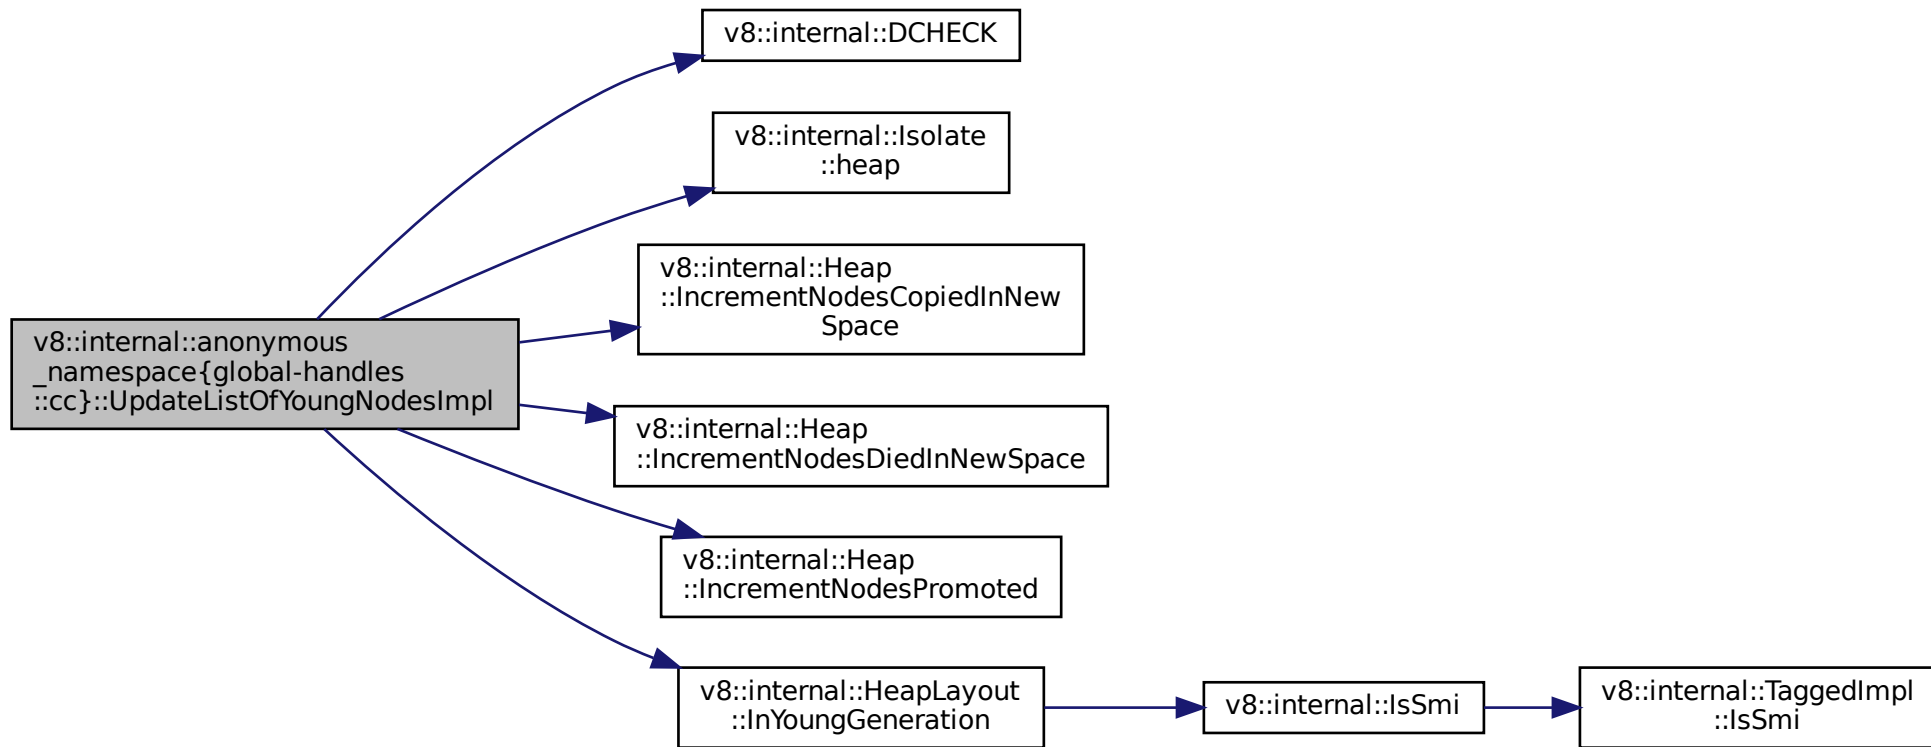 v8::internal::DCHECK
v8::internal::Isolate
::heap
v8::internal::Heap
::IncrementNodesCopiedInNew
Space
v8::internal::anonymous
_namespace{global-handles
::cc}::UpdateListOfYoungNodesImpl
v8::internal::Heap
::IncrementNodesDiedInNewSpace
v8::internal::Heap
::IncrementNodesPromoted
v8::internal::HeapLayout
::InYoungGeneration
v8::internal::IsSmi
v8::internal::TaggedImpl
::IsSmi